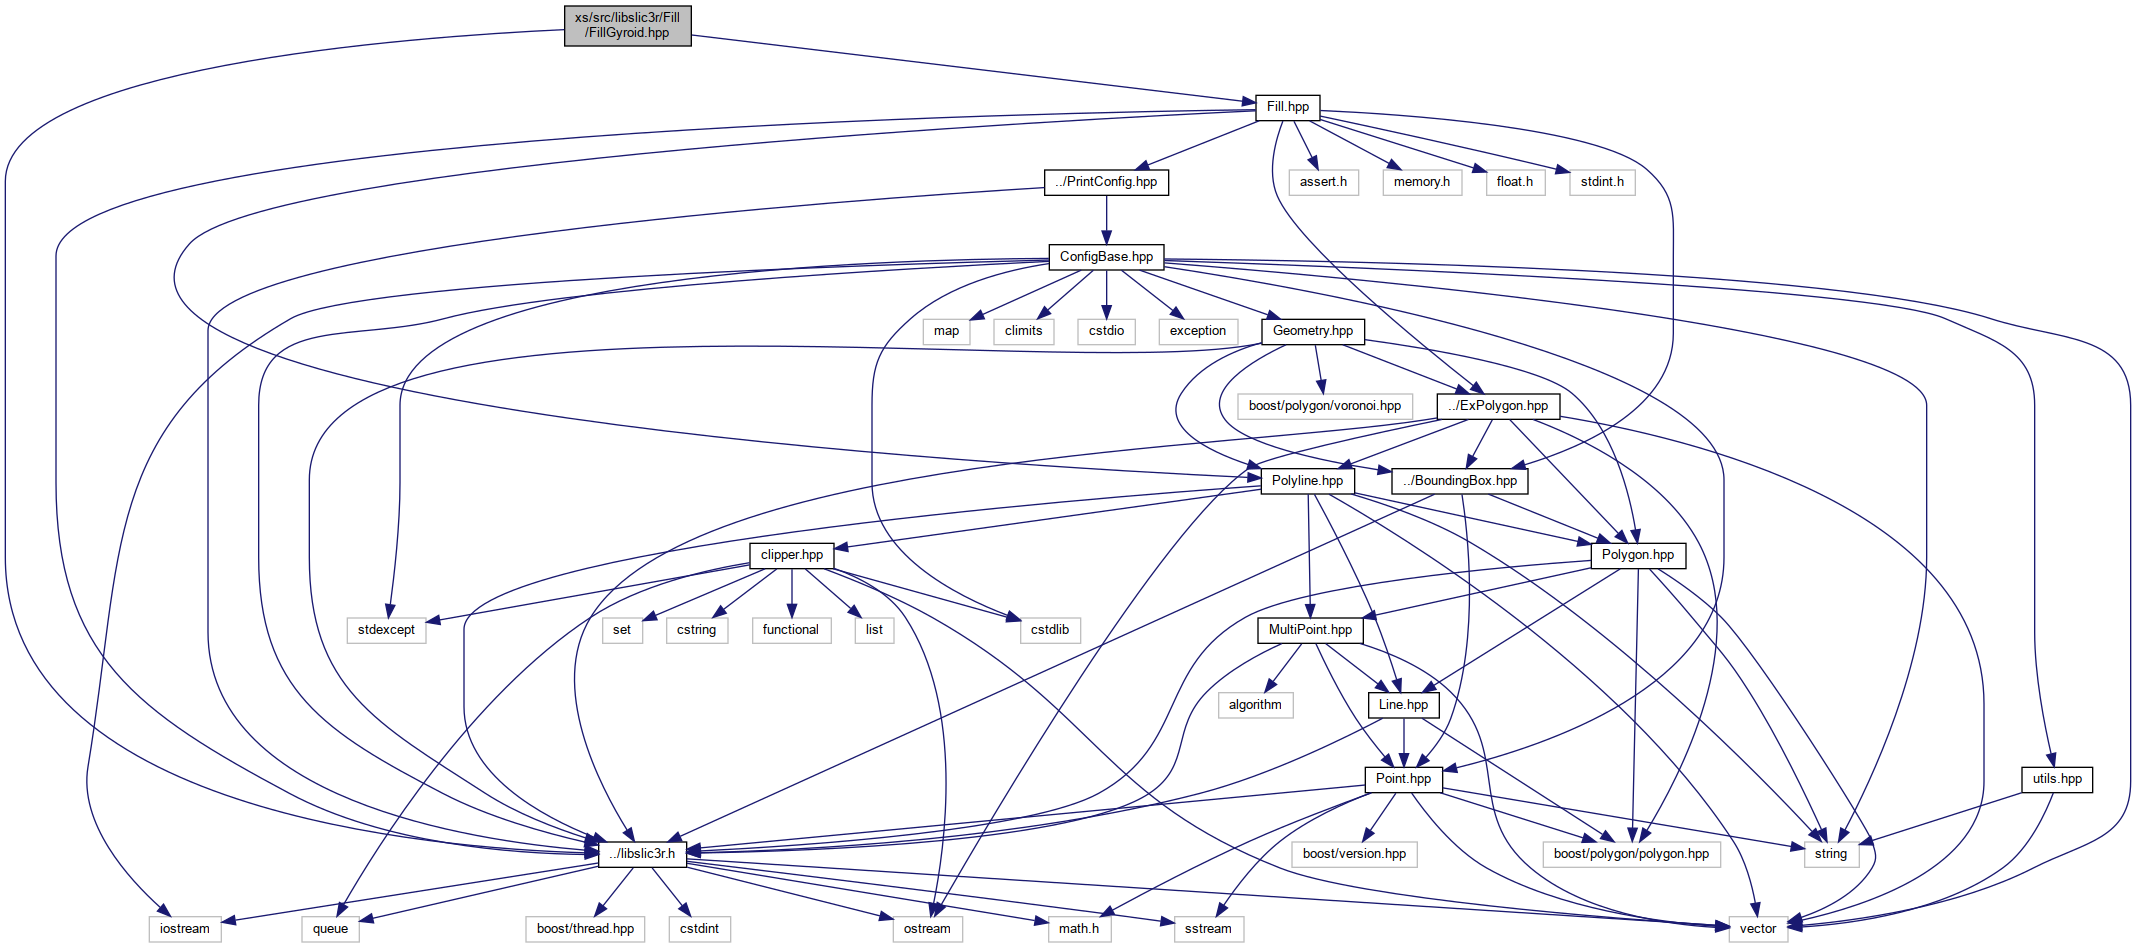 xs/src/libslic3r/Fill
/FillGyroid.hpp
Fill.hpp
../PrintConfig.hpp
assert.h
memory.h
float.h
stdint.h
ConfigBase.hpp
map
climits
cstdio
exception
Geometry.hpp
boost/polygon/voronoi.hpp
../ExPolygon.hpp
Polyline.hpp
../BoundingBox.hpp
clipper.hpp
Polygon.hpp
stdexcept
set
cstring
functional
list
cstdlib
MultiPoint.hpp
algorithm
Line.hpp
Point.hpp
utils.hpp
../libslic3r.h
boost/version.hpp
boost/polygon/polygon.hpp
string
iostream
queue
boost/thread.hpp
cstdint
ostream
math.h
sstream
vector